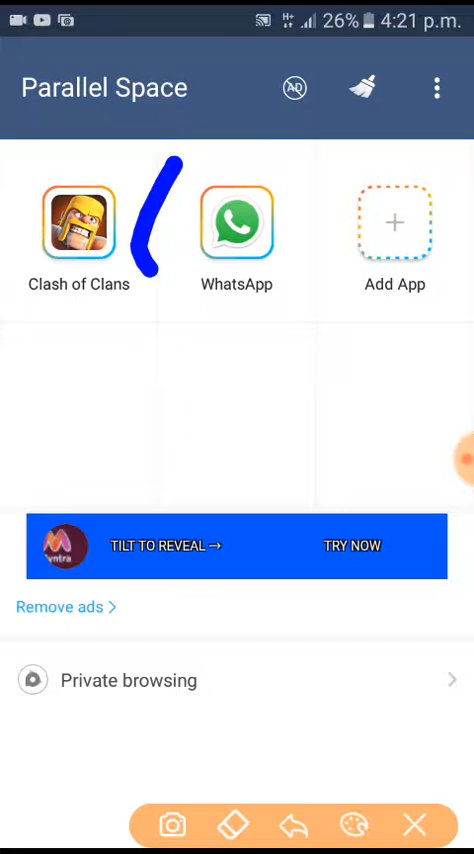 H+ 26% 4:21 p.m.
Parallel Space AD
Clash of Clans WhatsApp Add App
Myntra TILT TO REVEAL → TRY NOW
Remove ads >
Private browsing >